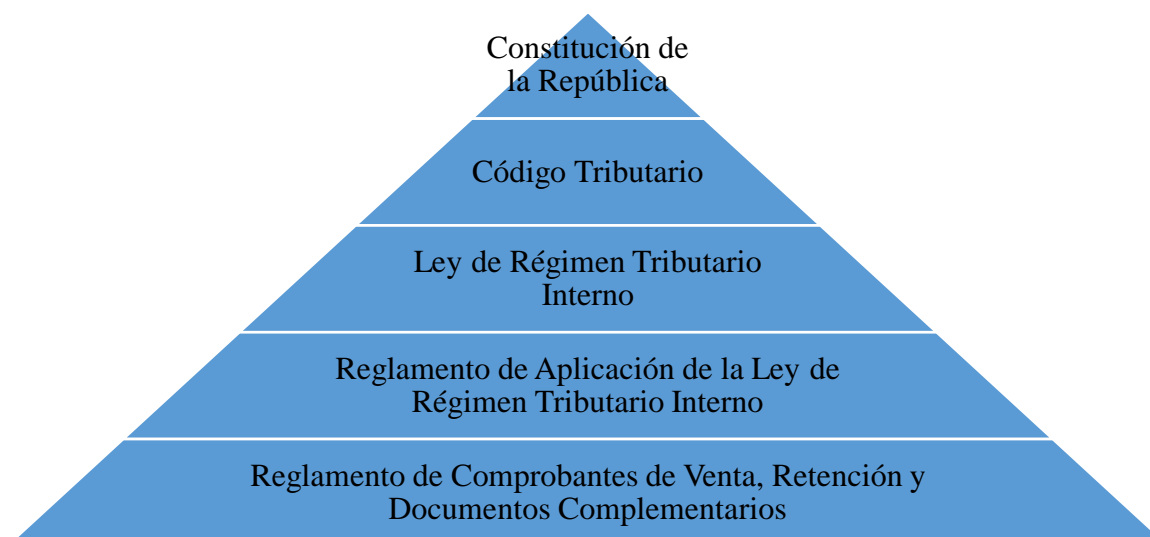 Constitución de
la República
Código Tributario
Ley de Régimen Tributario
Interno
Reglamento de Aplicación de la Ley de
Régimen Tributario Interno
Reglamento de Comprobantes de Venta, Retención y
Documentos Complementarios